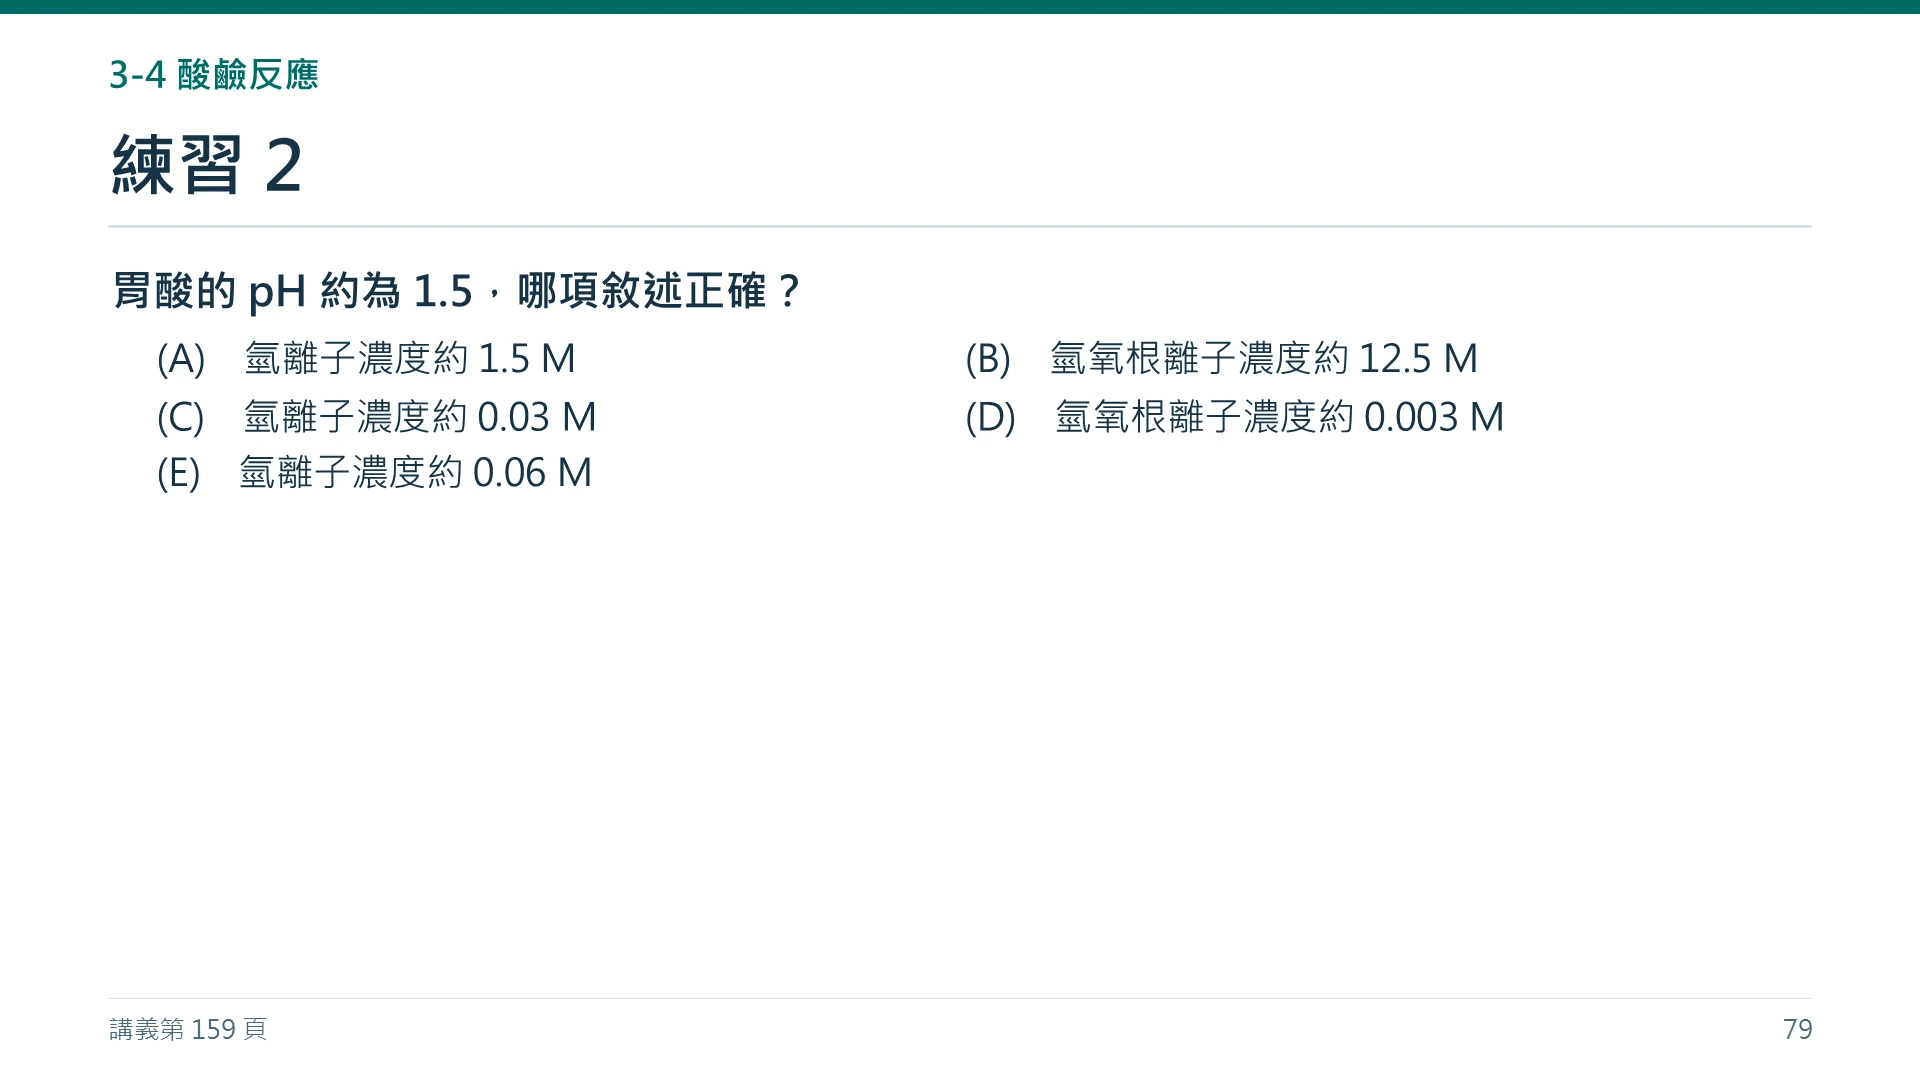 3-4 酸鹼反應
練習 2
胃酸的 pH 約為 1.5，哪項敘述正確？
(A) 氫離子濃度約 1.5 M
(B) 氫氧根離子濃度約 12.5 M
(C) 氫離子濃度約 0.03 M
(D) 氫氧根離子濃度約 0.003 M
(E) 氫離子濃度約 0.06 M
講義第 159 頁
79